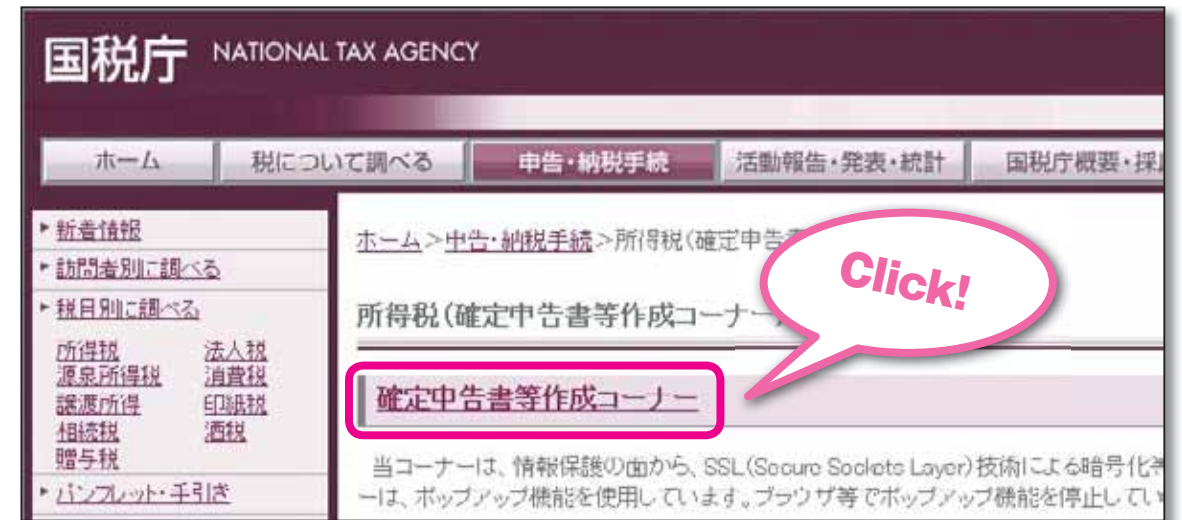 国税庁 NATIONAL TAX AGENCY
ホーム 税について調べる 申告・納税手続 活動報告・発表・統計 国税庁概要・採
新着情報
訪問者別に調べる
税目別に調べる
所得税 法人税
源泉所得税 消費税
譲渡所得 印紙税
相続税 酒税
贈与税
パンフレット・手引き
ホーム＞申告・納税手続＞所得税(確定申告
Click!
所得税(確定申告書等作成コーナー
確定申告書等作成コーナー
当コーナーは、情報保護の面から、SSL(Secure Sockets Layer)技術による暗号化
ーは、ポップアップ機能を使用しています。ブラウザ等でポップアップ機能を停止してい